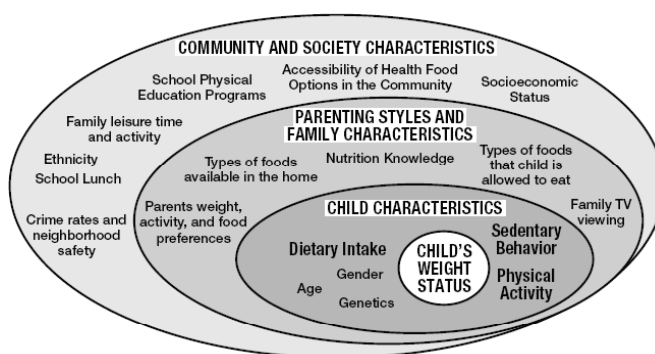 COMMUNITY AND SOCIETY CHARACTERISTICS
School Physical
Education Programs
Accessibility of Health Food
Options in the Community
Socioeconomic
Status
Family leisure time
and activity
Ethnicity
School Lunch
Crime rates and
neighborhood
safety
PARENTING STYLES AND
FAMILY CHARACTERISTICS
Types of foods
available in the home
Nutrition Knowledge
Types of foods
that child is
allowed to eat
Parents weight,
activity, and food
preferences
Family TV
viewing
CHILD CHARACTERISTICS
Dietary Intake
Gender
Age
Genetics
CHILD'S
WEIGHT
STATUS
Sedentary
Behavior
Physical
Activity